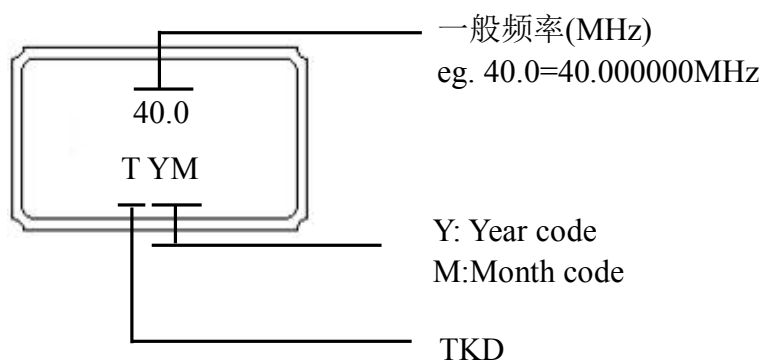 一般频率(MHz)
eg. 40.0=40.000000MHz
40.0
T YM
Y: Year code
M:Month code
TKD